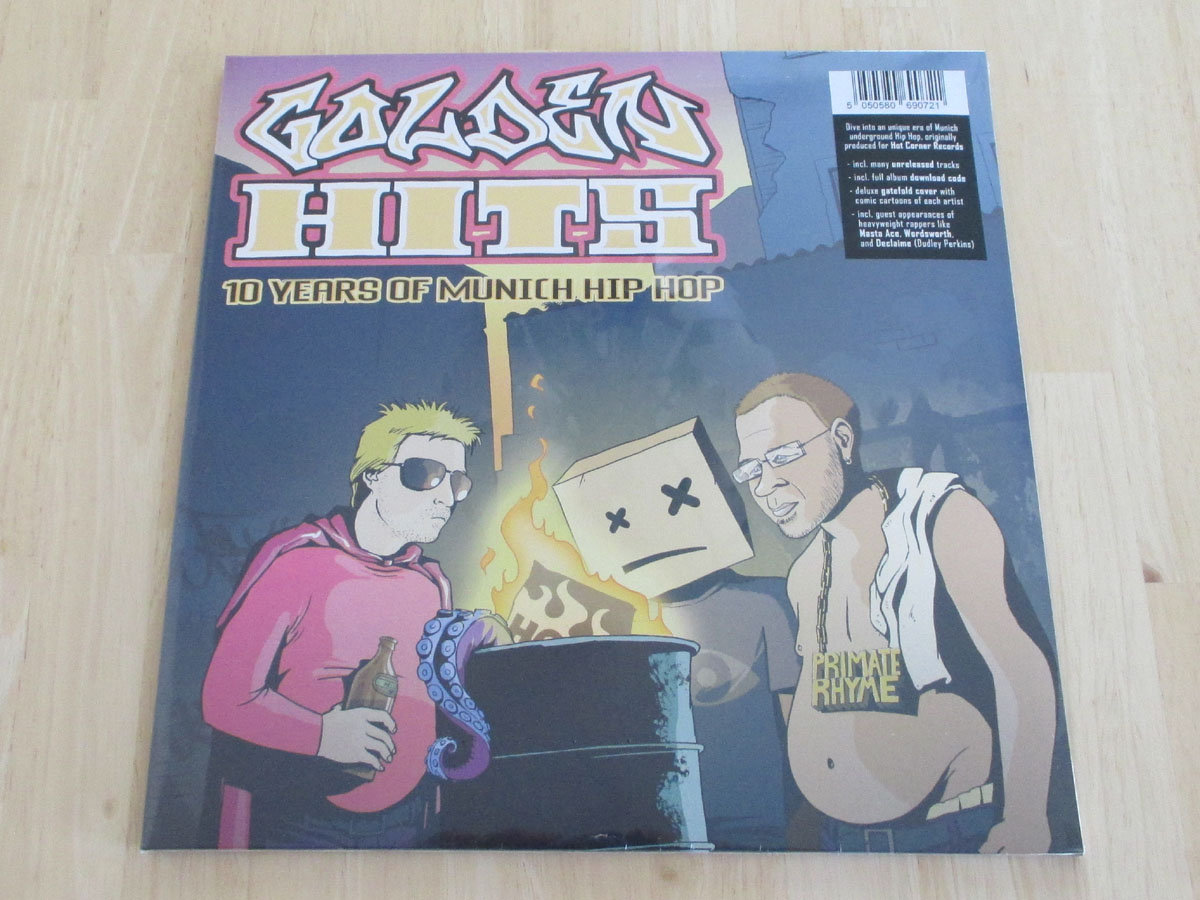 GOLDEN
HITS
10 YEARS OF MUNICH HIP HOP
5 050580 690721
Dive into an unique era of Munich
underground Hip Hop, originally
produced for Hot Corner Records
- incl. many unreleased tracks
- incl. full album download code
- deluxe gatefold cover with
comic cartoons of each artist
- incl. guest appearances of
heavyweight rappers like
Masta Ace, Wordsworth,
and Declaime (Dudley Perkins)
PRIMATE
RHYME